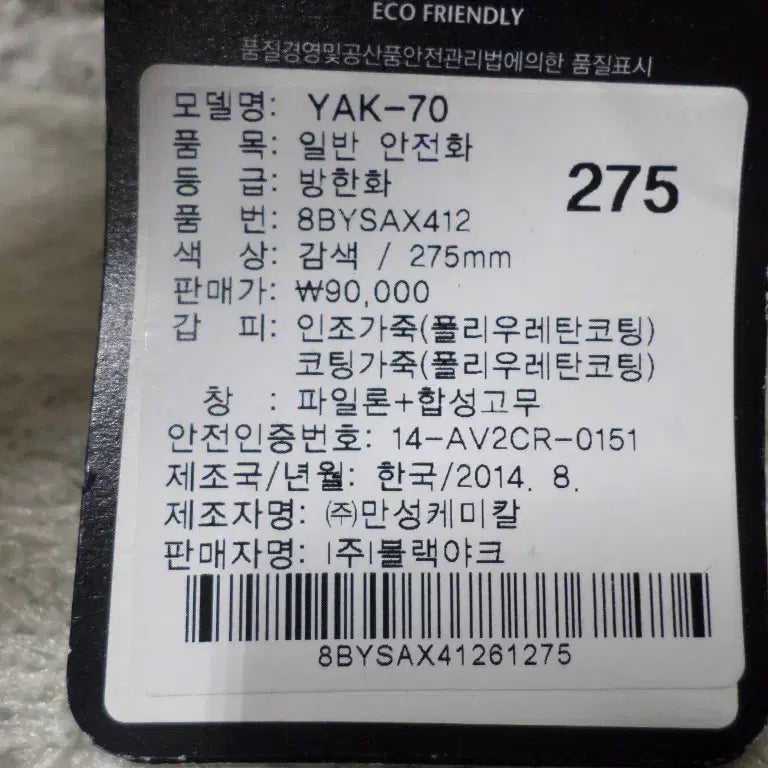 ECO FRIENDLY
품질경영및공산품안전관리법에의한 품질표시
모델명: YAK-70
품 목: 일반 안전화
등 급: 방한화
275
품 번: 8BYSAX412
색 상: 감색 / 275mm
판매가: ₩90,000
갑 피: 인조가죽(폴리우레탄코팅)
코팅가죽(폴리우레탄코팅)
창 : 파일론+합성고무
안전인증번호: 14-AV2CR-0151
제조국/년월: 한국/2014. 8.
제조자명: ㈜만성케미칼
판매자명: |주|블랙야크
8BYSAX41261275